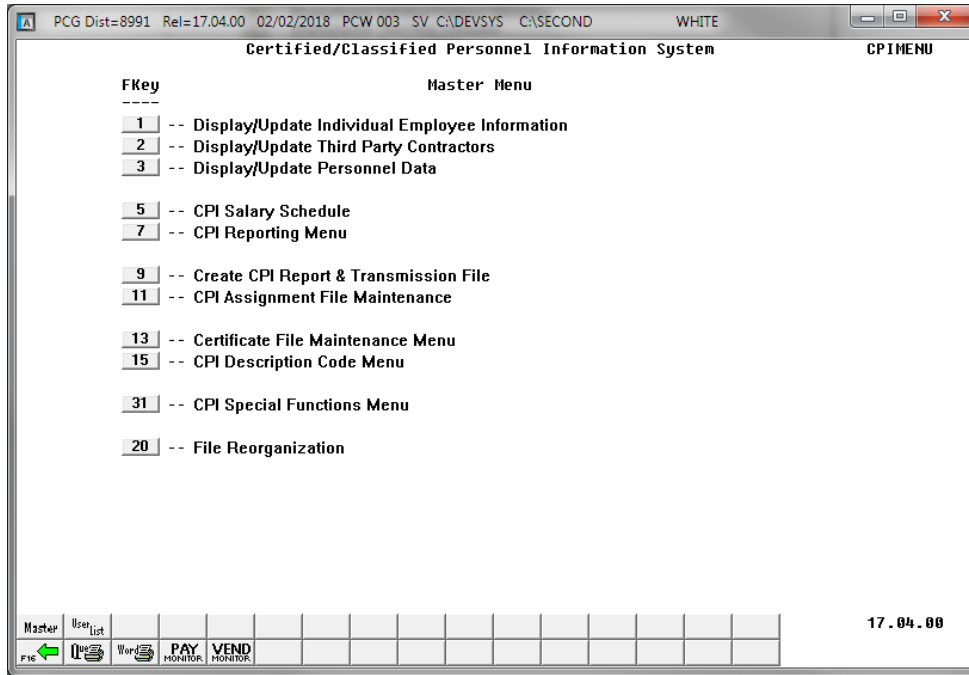 A PCG Dist=8991 Rel=17.04.00 02/02/2018 PCW 003 SV C:\DEVSYS C:\SECOND WHITE
Certified/Classified Personnel Information System CPIMENU
FKey Master Menu
----
1 -- Display/Update Individual Employee Information
2 -- Display/Update Third Party Contractors
3 -- Display/Update Personnel Data
5 -- CPI Salary Schedule
7 -- CPI Reporting Menu
9 -- Create CPI Report & Transmission File
11 -- CPI Assignment File Maintenance
13 -- Certificate File Maintenance Menu
15 -- CPI Description Code Menu
31 -- CPI Special Functions Menu
20 -- File Reorganization
Master User List 17.04.00
F16 Que Word PAY MONITOR VEND MONITOR